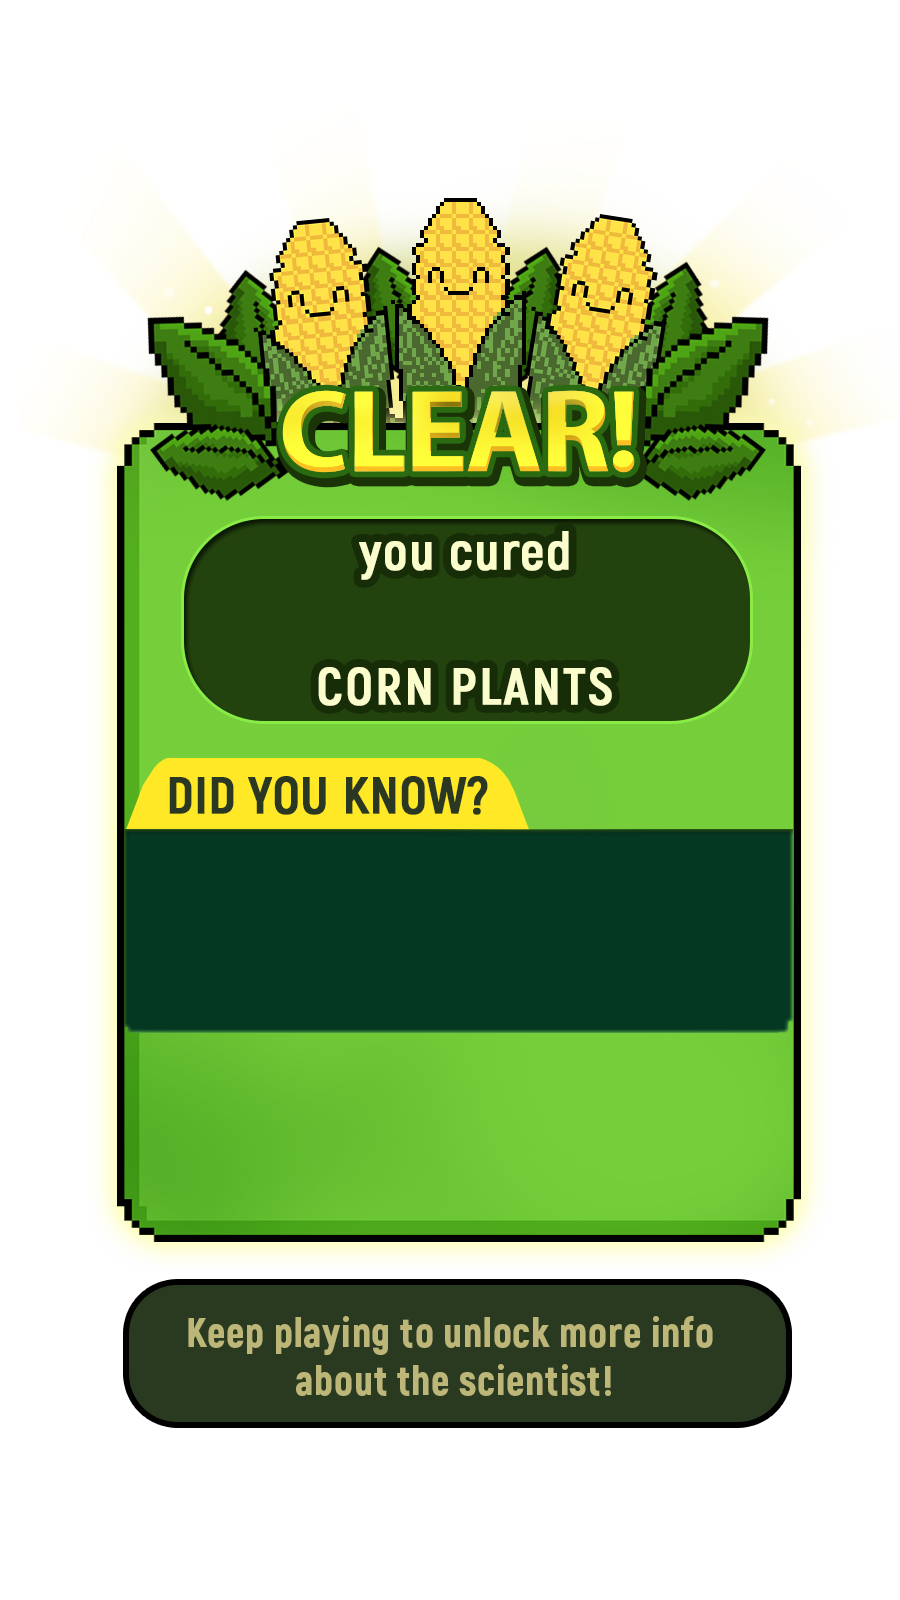 CLEAR!
you cured
CORN PLANTS
DID YOU KNOW?
Keep playing to unlock more info
about the scientist!